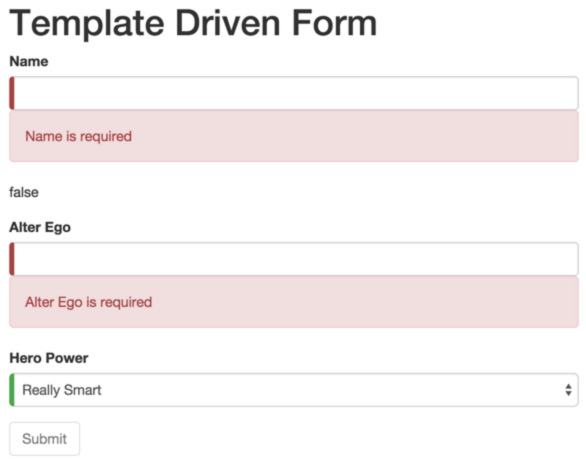 Template Driven Form
Name
Name is required
false
Alter Ego
Alter Ego is required
Hero Power
Really Smart
Submit